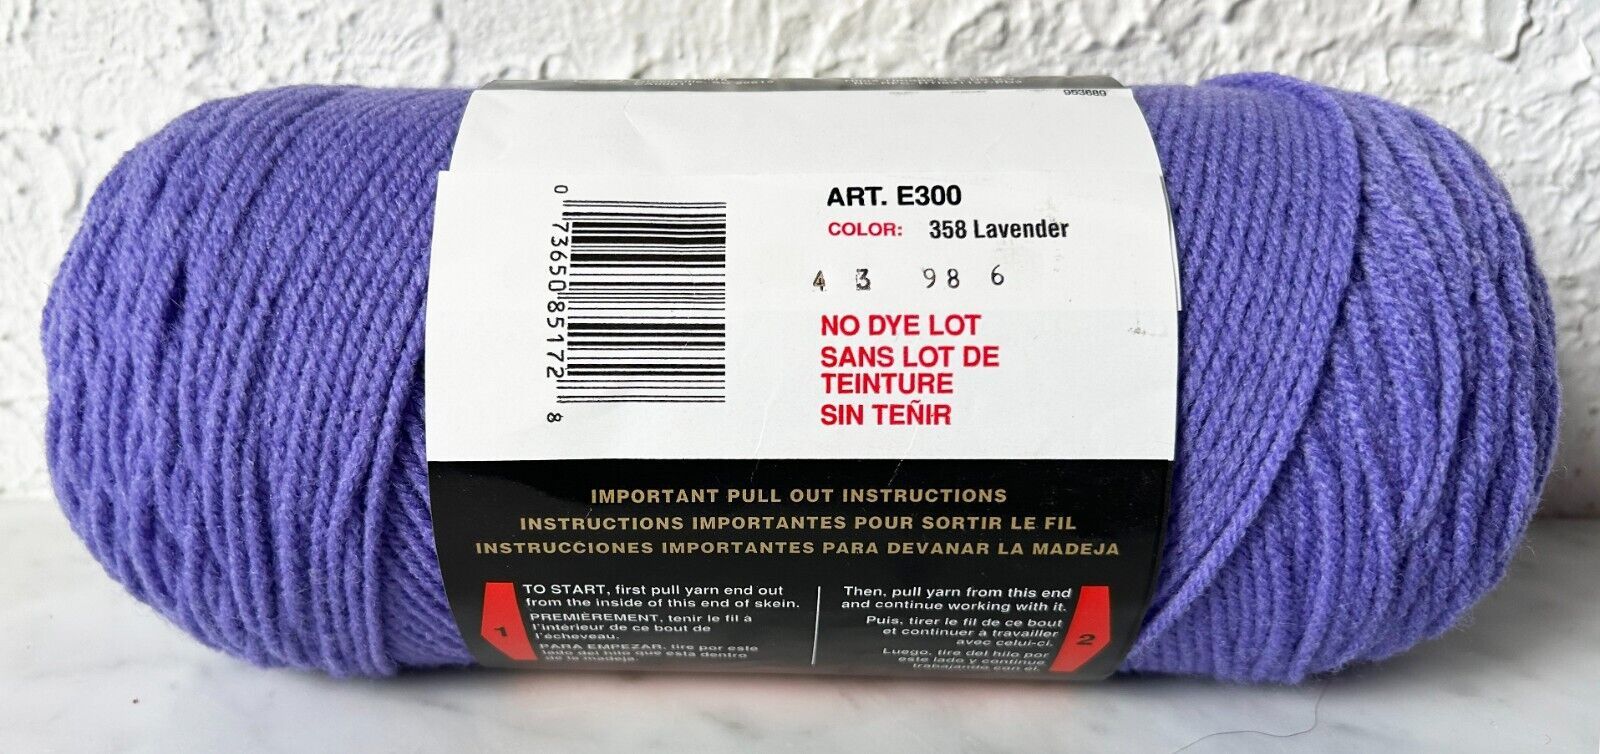 953689
0 73650 85172 8
ART. E300
COLOR: 358 Lavender
4 3 98 6
NO DYE LOT
SANS LOT DE
TEINTURE
SIN TEÑIR
IMPORTANT PULL OUT INSTRUCTIONS
INSTRUCTIONS IMPORTANTES POUR SORTIR LE FIL
INSTRUCCIONES IMPORTANTES PARA DEVANAR LA MADEJA
1
TO START, first pull yarn end out
from the inside of this end of skein.
PREMIÈREMENT, tenir le fil à
l'intérieur de ce bout de
l'écheveau.
PARA EMPEZAR, tire por este
lado del hilo que está dentro
de la madeja.
Then, pull yarn from this end
and continue working with it.
Puis, tirer le fil de ce bout
et continuer à travailler
avec celui-ci.
Luego, tire del hilo por
este lado y continue
trabajando con él.
2